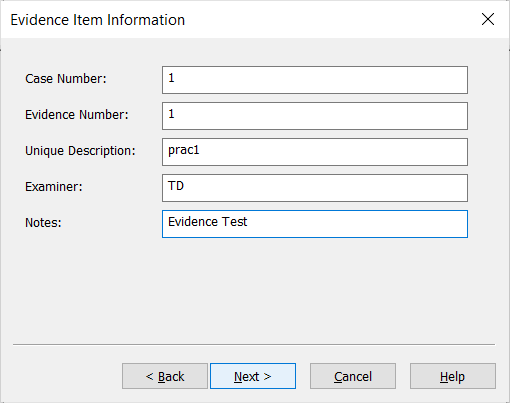 Evidence Item Information
Case Number: 1
Evidence Number: 1
Unique Description: prac1
Examiner: TD
Notes: Evidence Test
< Back Next > Cancel Help